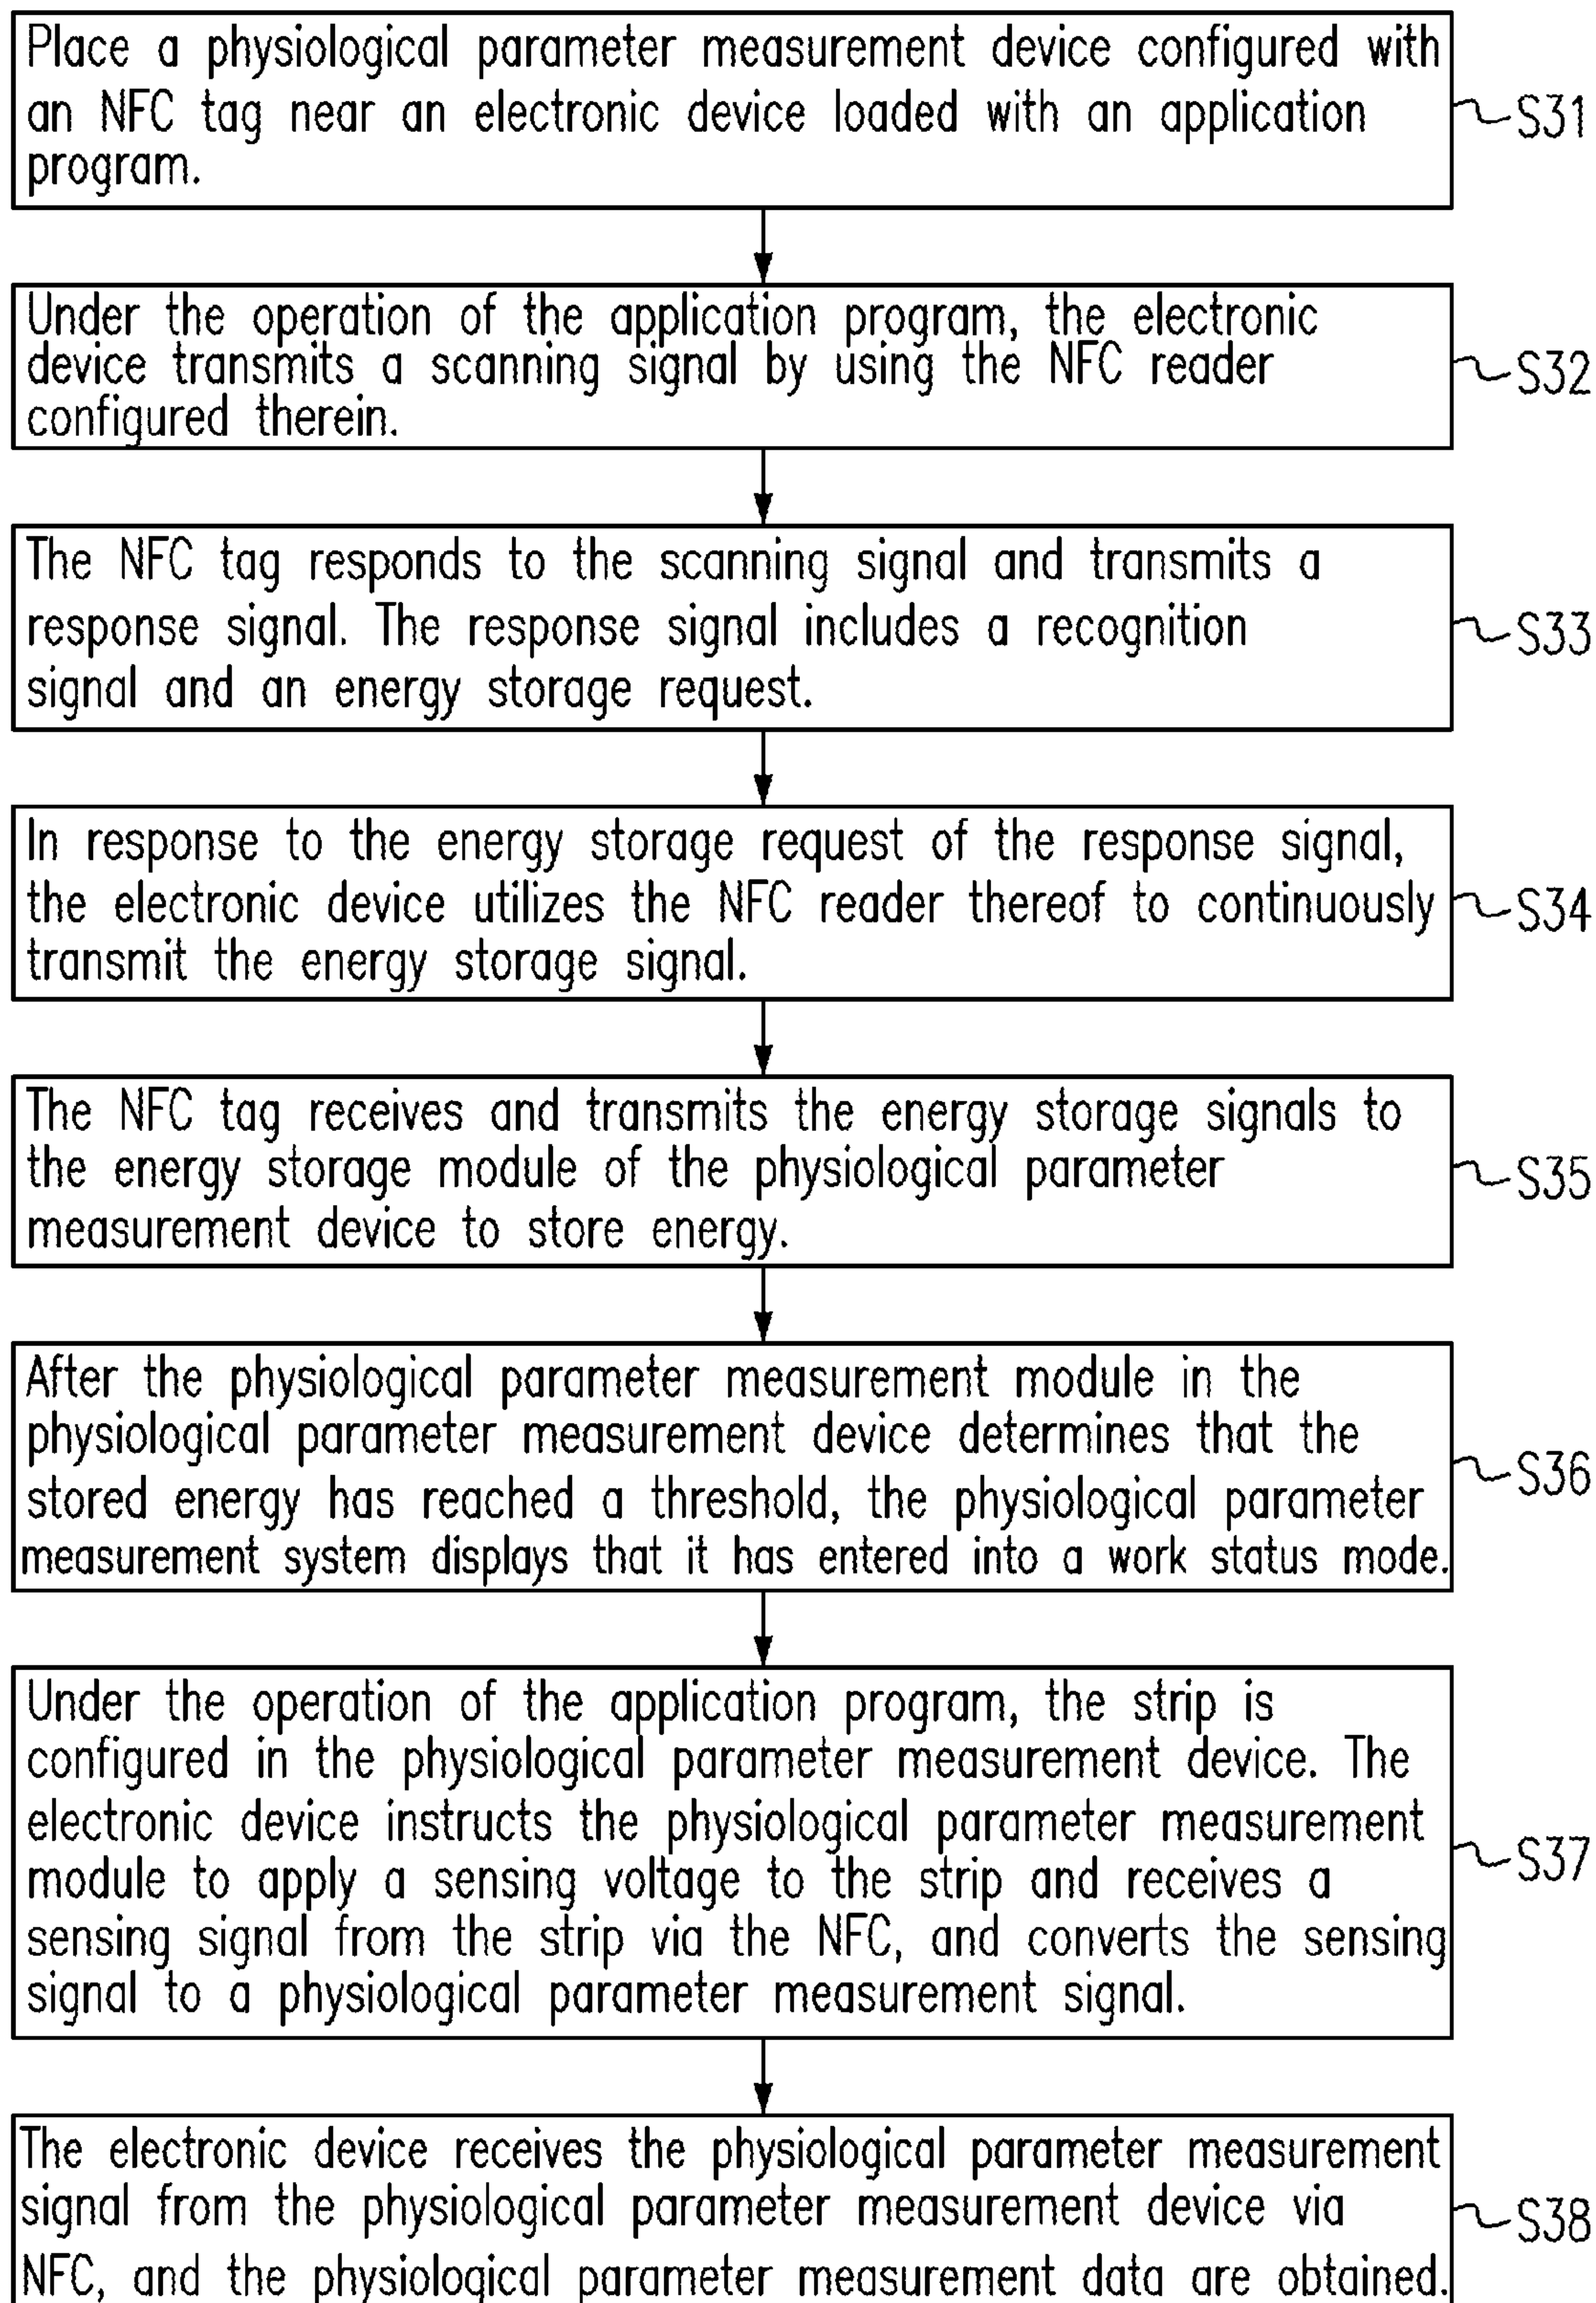 Place a physiological parameter measurement device configured with
an NFC tag near an electronic device loaded with an application
program.
S31
Under the operation of the application program, the electronic
device transmits a scanning signal by using the NFC reader
configured therein.
S32
The NFC tag responds to the scanning signal and transmits a
response signal. The response signal includes a recognition
signal and an energy storage request.
S33
In response to the energy storage request of the response signal,
the electronic device utilizes the NFC reader thereof to continuously
transmit the energy storage signal.
S34
The NFC tag receives and transmits the energy storage signals to
the energy storage module of the physiological parameter
measurement device to store energy.
S35
After the physiological parameter measurement module in the
physiological parameter measurement device determines that the
stored energy has reached a threshold, the physiological parameter
measurement system displays that it has entered into a work status mode.
S36
Under the operation of the application program, the strip is
configured in the physiological parameter measurement device. The
electronic device instructs the physiological parameter measurement
module to apply a sensing voltage to the strip and receives a
sensing signal from the strip via the NFC, and converts the sensing
signal to a physiological parameter measurement signal.
S37
The electronic device receives the physiological parameter measurement
signal from the physiological parameter measurement device via
NFC, and the physiological parameter measurement data are obtained.
S38